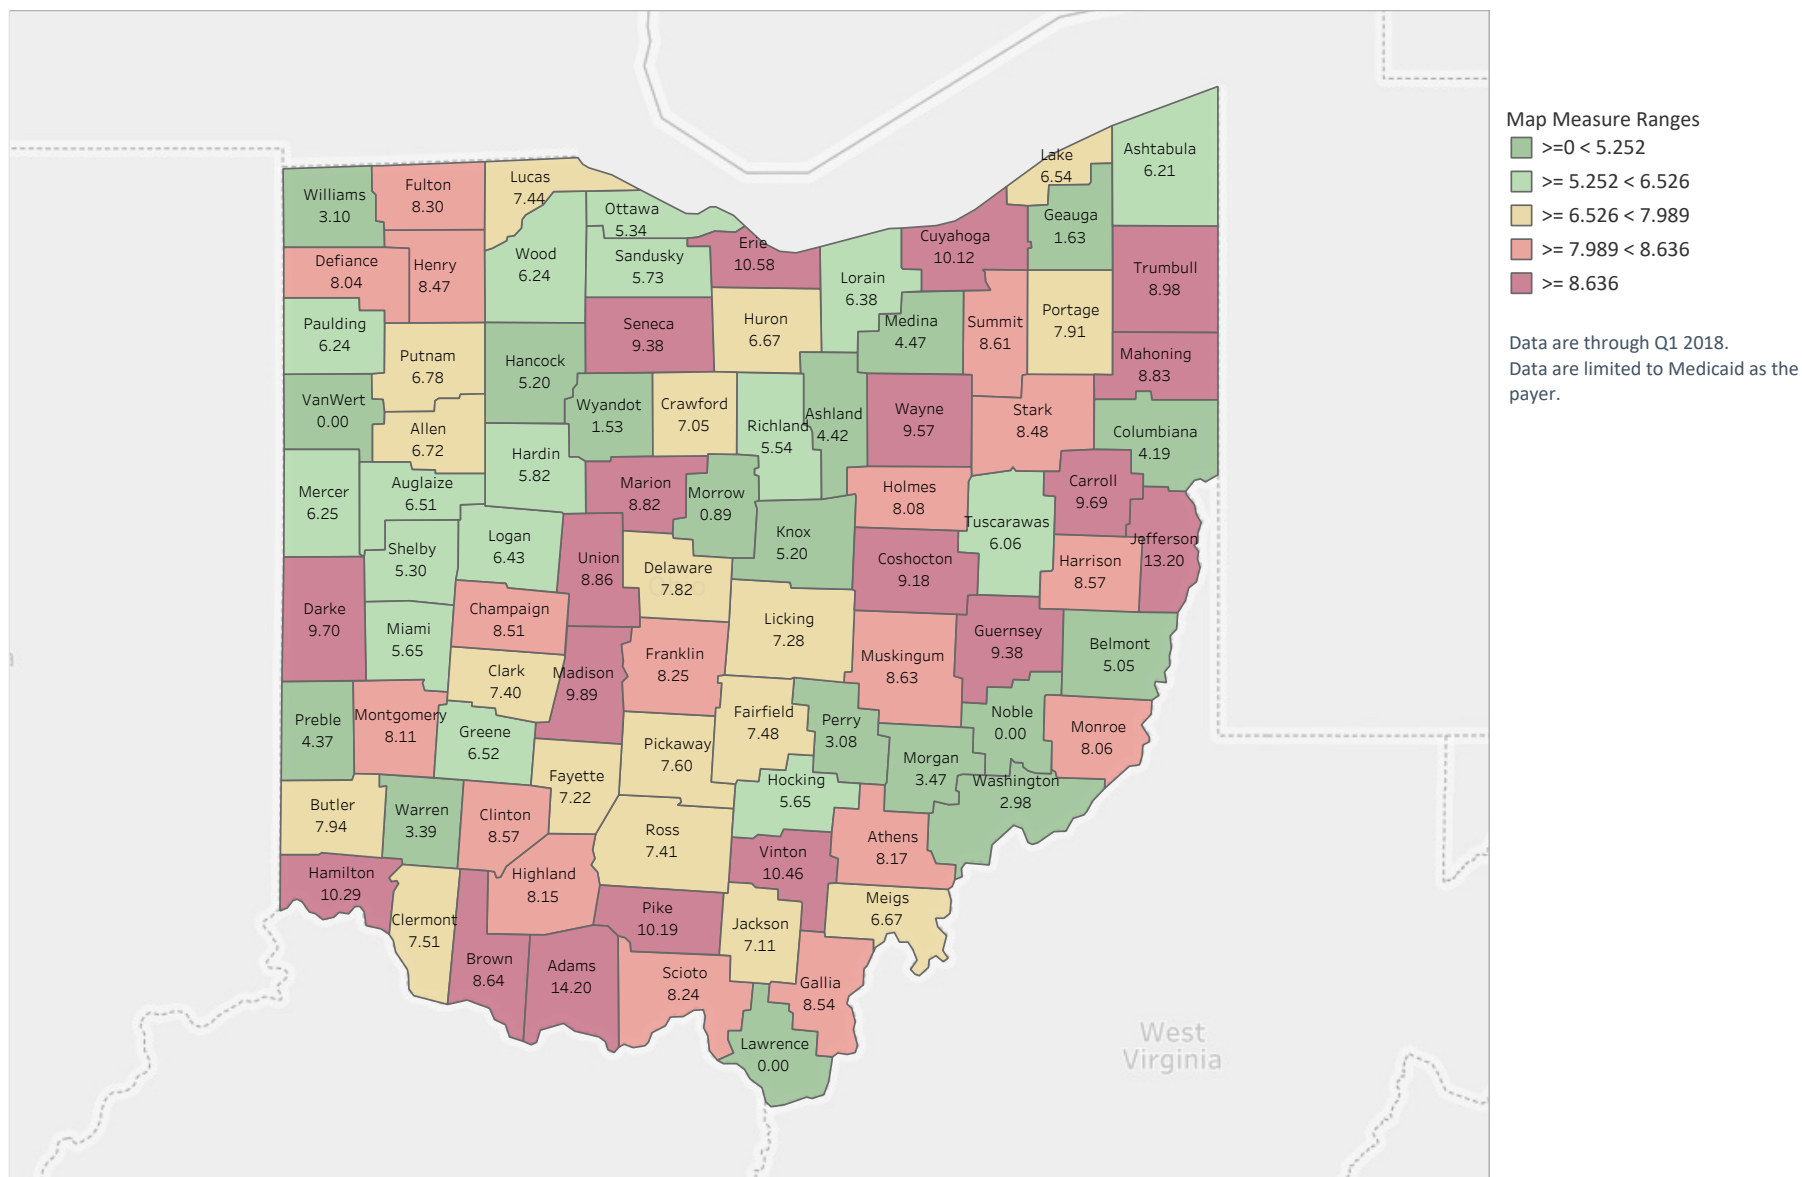 Map Measure Ranges
>=0 < 5.252
>= 5.252 < 6.526
>= 6.526 < 7.989
>= 7.989 < 8.636
>= 8.636
Data are through Q1 2018.
Data are limited to Medicaid as the
payer.
Williams
3.10
Fulton
8.30
Lucas
7.44
Ottawa
5.34
Lake
6.54
Ashtabula
6.21
Geauga
1.63
Defiance
8.04
Henry
8.47
Wood
6.24
Sandusky
5.73
Erie
10.58
Lorain
6.38
Cuyahoga
10.12
Trumbull
8.98
Paulding
6.24
Putnam
6.78
Hancock
5.20
Seneca
9.38
Huron
6.67
Medina
4.47
Summit
8.61
Portage
7.91
Mahoning
8.83
VanWert
0.00
Allen
6.72
Wyandot
1.53
Crawford
7.05
Richland
5.54
Ashland
4.42
Wayne
9.57
Stark
8.48
Columbiana
4.19
Mercer
6.25
Auglaize
6.51
Hardin
5.82
Marion
8.82
Morrow
0.89
Knox
5.20
Holmes
8.08
Tuscarawas
6.06
Carroll
9.69
Jefferson
13.20
Shelby
5.30
Logan
6.43
Union
8.86
Delaware
7.82
Ohio
Coshocton
9.18
Harrison
8.57
Darke
9.70
Miami
5.65
Champaign
8.51
Licking
7.28
Muskingum
8.63
Guernsey
9.38
Belmont
5.05
Clark
7.40
Madison
9.89
Franklin
8.25
Preble
4.37
Montgomery
8.11
Greene
6.52
Pickaway
7.60
Fairfield
7.48
Perry
3.08
Morgan
3.47
Noble
0.00
Monroe
8.06
Washington
2.98
Butler
7.94
Warren
3.39
Clinton
8.57
Fayette
7.22
Ross
7.41
Hocking
5.65
Athens
8.17
Vinton
10.46
Hamilton
10.29
Clermont
7.51
Highland
8.15
Pike
10.19
Jackson
7.11
Meigs
6.67
Brown
8.64
Adams
14.20
Scioto
8.24
Gallia
8.54
Lawrence
0.00
West
Virginia